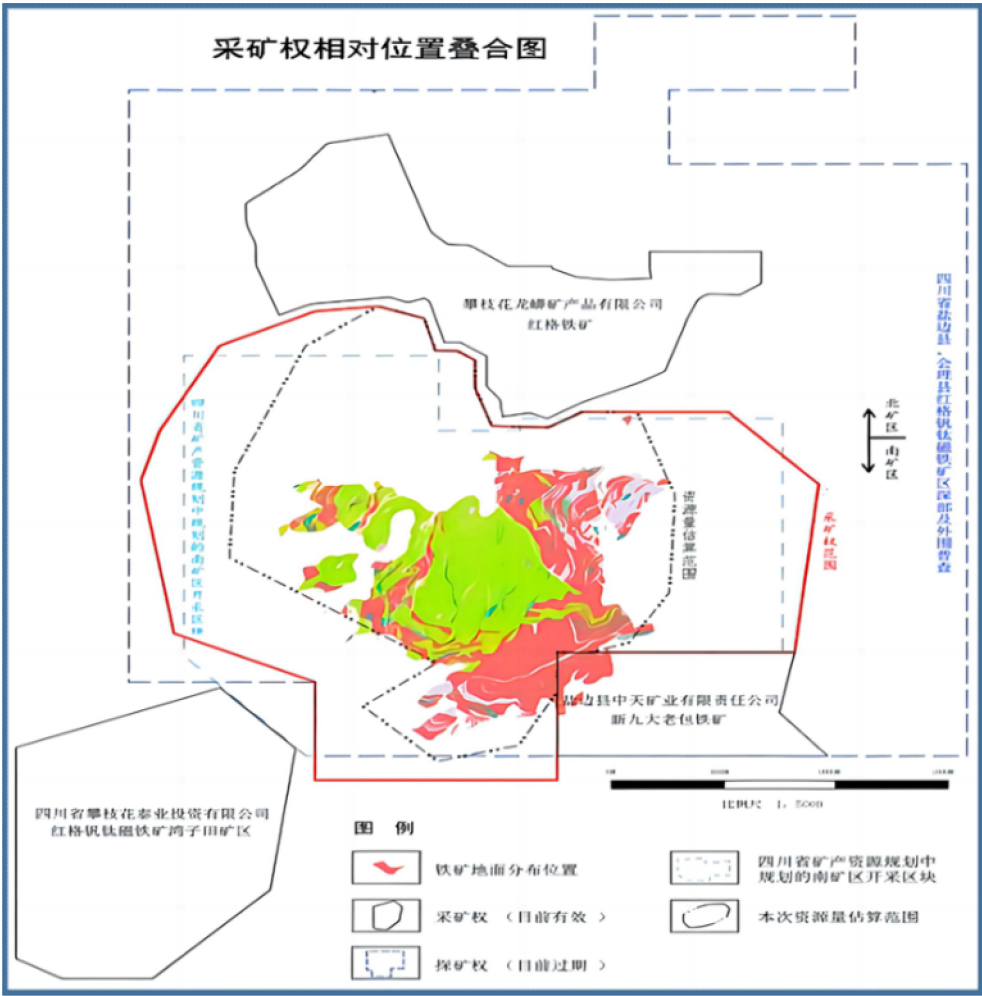 采矿权相对位置叠合图
攀枝花龙蟒矿产品有限公司
红格铁矿
四川省盐边县、会理县红格钒钛磁铁矿区深部及外围普查
北矿区
南矿区
四川省矿产资源规划中规划的南矿区开采区块
资源量估算范围
采矿权范围
盐边县中天矿业有限责任公司
新九大老包铁矿
比例尺 1：5000
四川省攀枝花泰业投资有限公司
红格钒钛磁铁矿湾子田矿区
图 例
铁矿地面分布位置
采矿权 （目前有效）
探矿权 （目前过期）
四川省矿产资源规划中
规划的南矿区开采区块
本次资源量估算范围